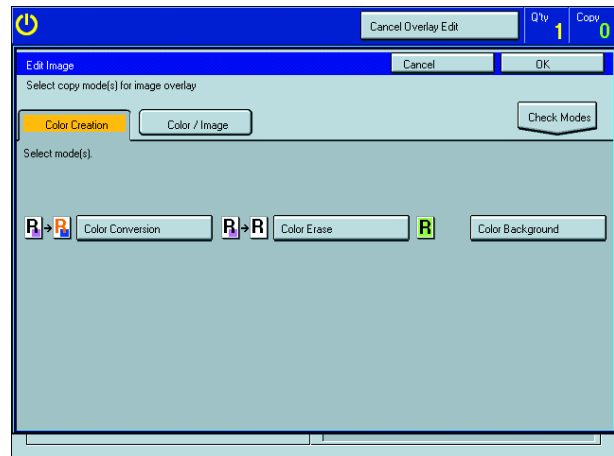 Cancel Overlay Edit
Q'ty 1
Copy 0
Edit Image
Cancel
OK
Select copy mode(s) for image overlay
Color Creation
Color / Image
Check Modes
Select mode(s).
R R Color Conversion
R R Color Erase
R Color Background